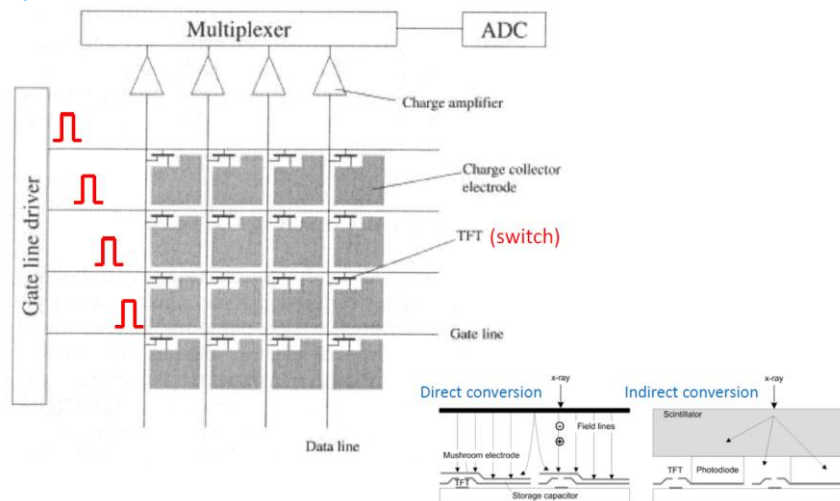 Multiplexer
ADC
Charge amplifier
Gate line driver
Charge collector
electrode
TFT (switch)
Gate line
Data line
Direct conversion
x-ray
Field lines
Mushroom electrode
TFT
Storage capacitor
Indirect conversion
x-ray
Scintillator
TFT
Photodiode